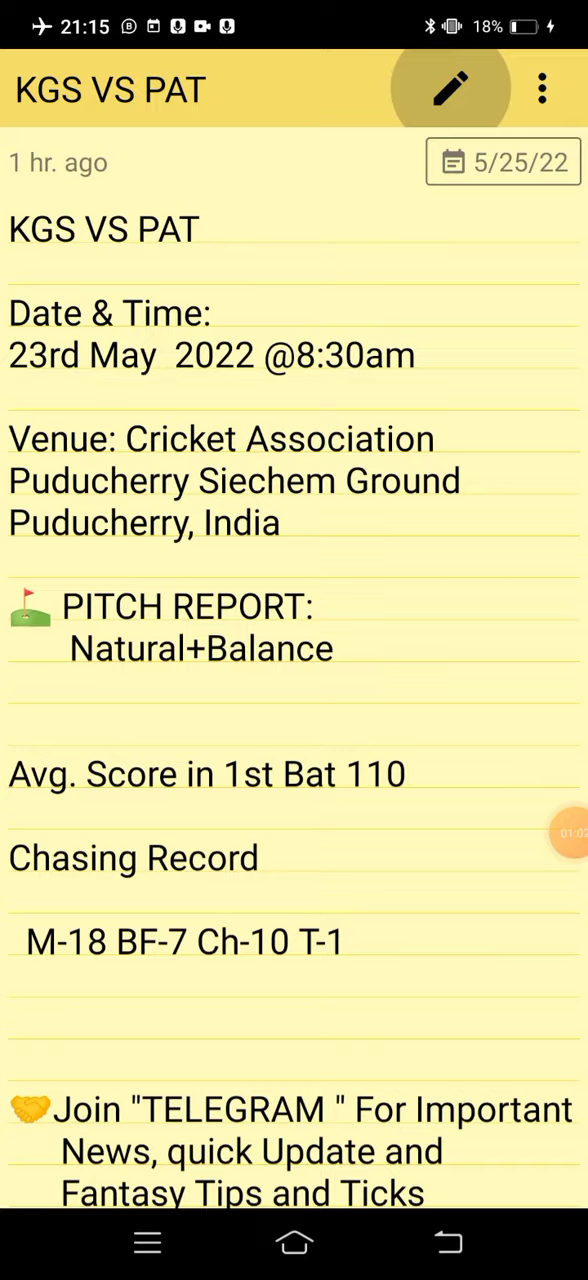 21:15
18%
KGS VS PAT
1 hr. ago
5/25/22
KGS VS PAT
Date & Time:
23rd May  2022 @8:30am
Venue: Cricket Association
Puducherry Siechem Ground
Puducherry, India
PITCH REPORT:
Natural+Balance
Avg. Score in 1st Bat 110
01:02
Chasing Record
M-18 BF-7 Ch-10 T-1
Join "TELEGRAM " For Important
News, quick Update and
Fantasy Tips and Ticks